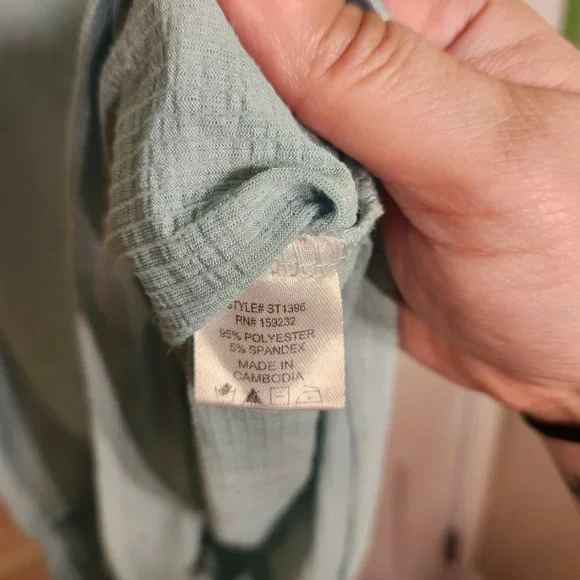 STYLE# ST1396
RN# 159232
95% POLYESTER
5% SPANDEX
MADE IN
CAMBODIA